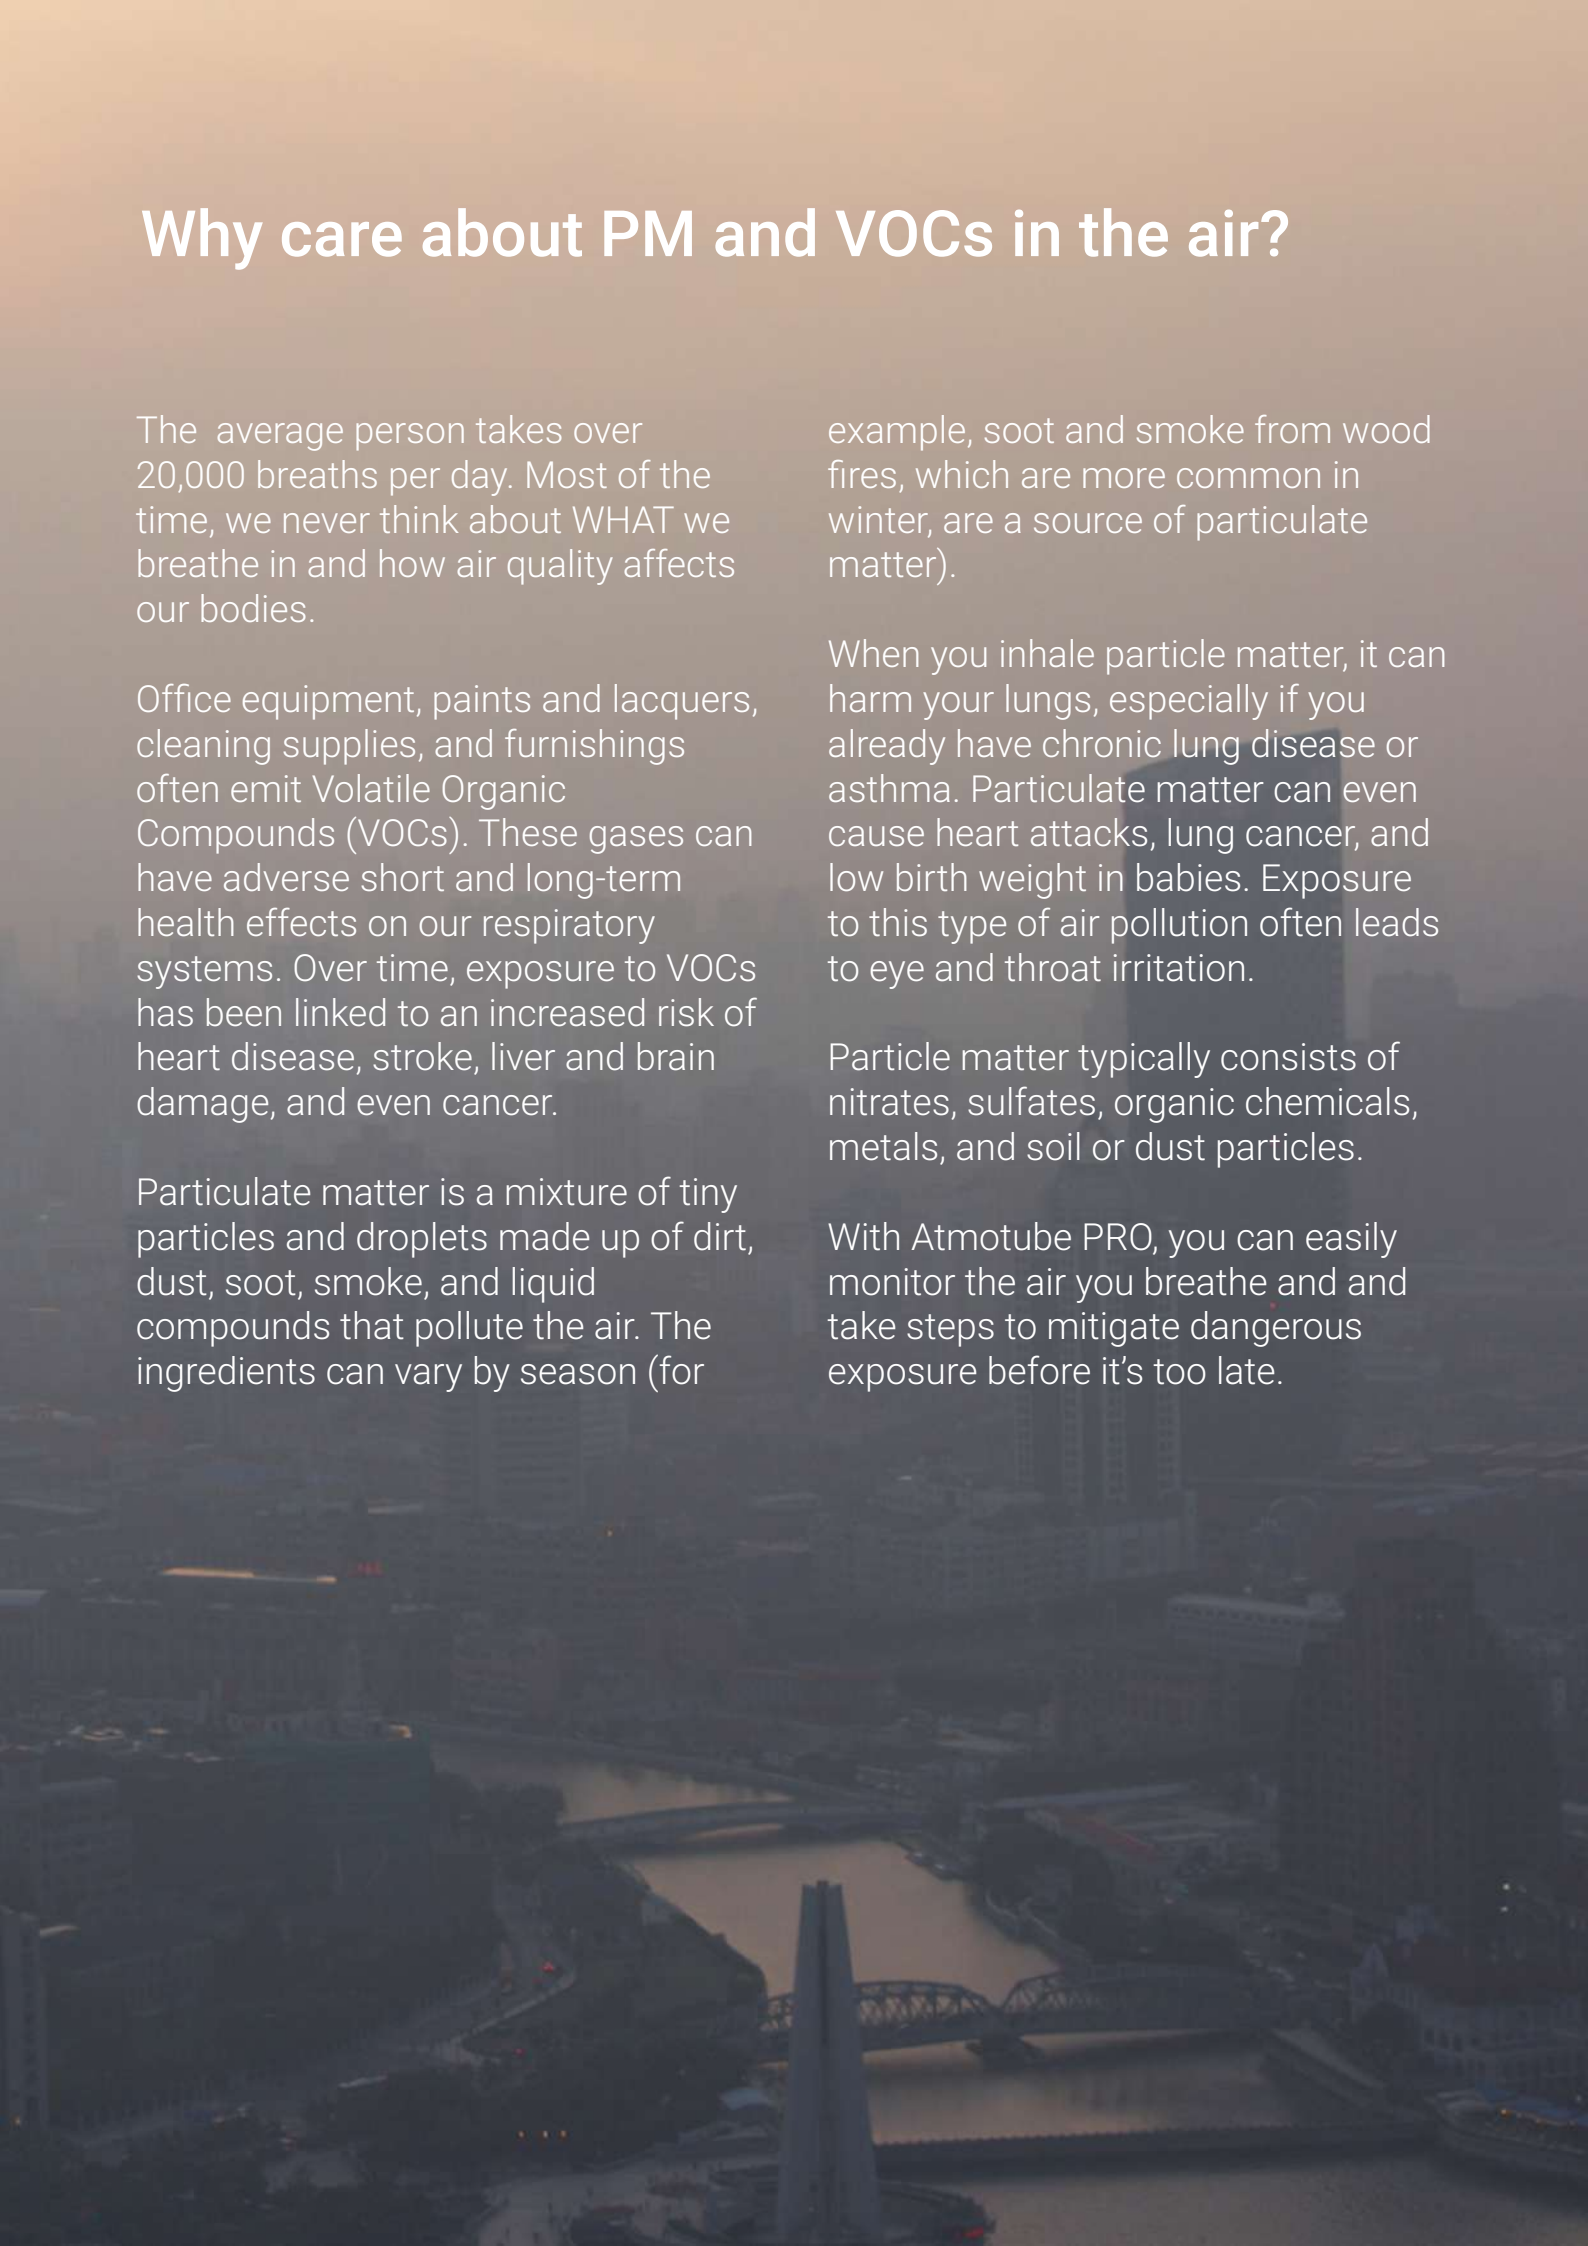 Why care about PM and VOCs in the air?
The  average person takes over
20,000 breaths per day. Most of the
time, we never think about WHAT we
breathe in and how air quality affects
our bodies.
Office equipment, paints and lacquers,
cleaning supplies, and furnishings
often emit Volatile Organic
Compounds (VOCs). These gases can
have adverse short and long-term
health effects on our respiratory
systems. Over time, exposure to VOCs
has been linked to an increased risk of
heart disease, stroke, liver and brain
damage, and even cancer.
Particulate matter is a mixture of tiny
particles and droplets made up of dirt,
dust, soot, smoke, and liquid
compounds that pollute the air. The
ingredients can vary by season (for
example, soot and smoke from wood
fires, which are more common in
winter, are a source of particulate
matter).
When you inhale particle matter, it can
harm your lungs, especially if you
already have chronic lung disease or
asthma. Particulate matter can even
cause heart attacks, lung cancer, and
low birth weight in babies. Exposure
to this type of air pollution often leads
to eye and throat irritation.
Particle matter typically consists of
nitrates, sulfates, organic chemicals,
metals, and soil or dust particles.
With Atmotube PRO, you can easily
monitor the air you breathe and and
take steps to mitigate dangerous
exposure before it’s too late.